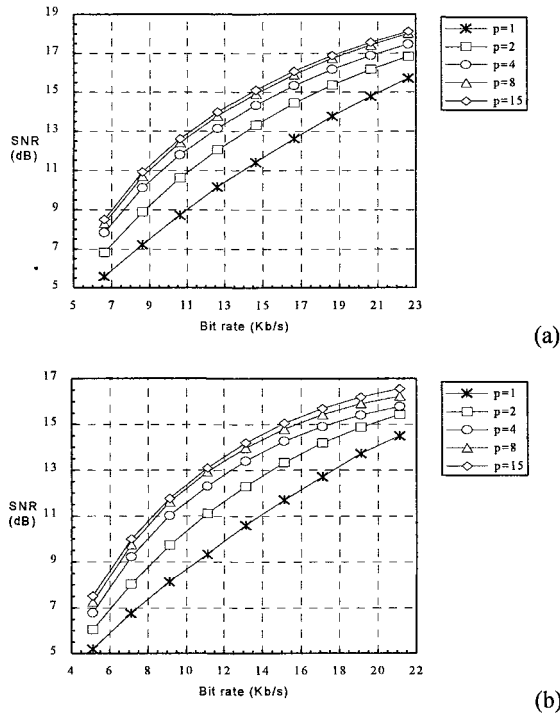 19
17
15
13
SNR
(dB)
11
9
7
5
5 7 9 11 13 15 17 19 21 23
Bit rate (Kb/s)
p=1
p=2
p=4
p=8
p=15
(a)
17
15
13
SNR
(dB)
11
9
7
5
4 6 8 10 12 14 16 18 20 22
Bit rate (Kb/s)
p=1
p=2
p=4
p=8
p=15
(b)